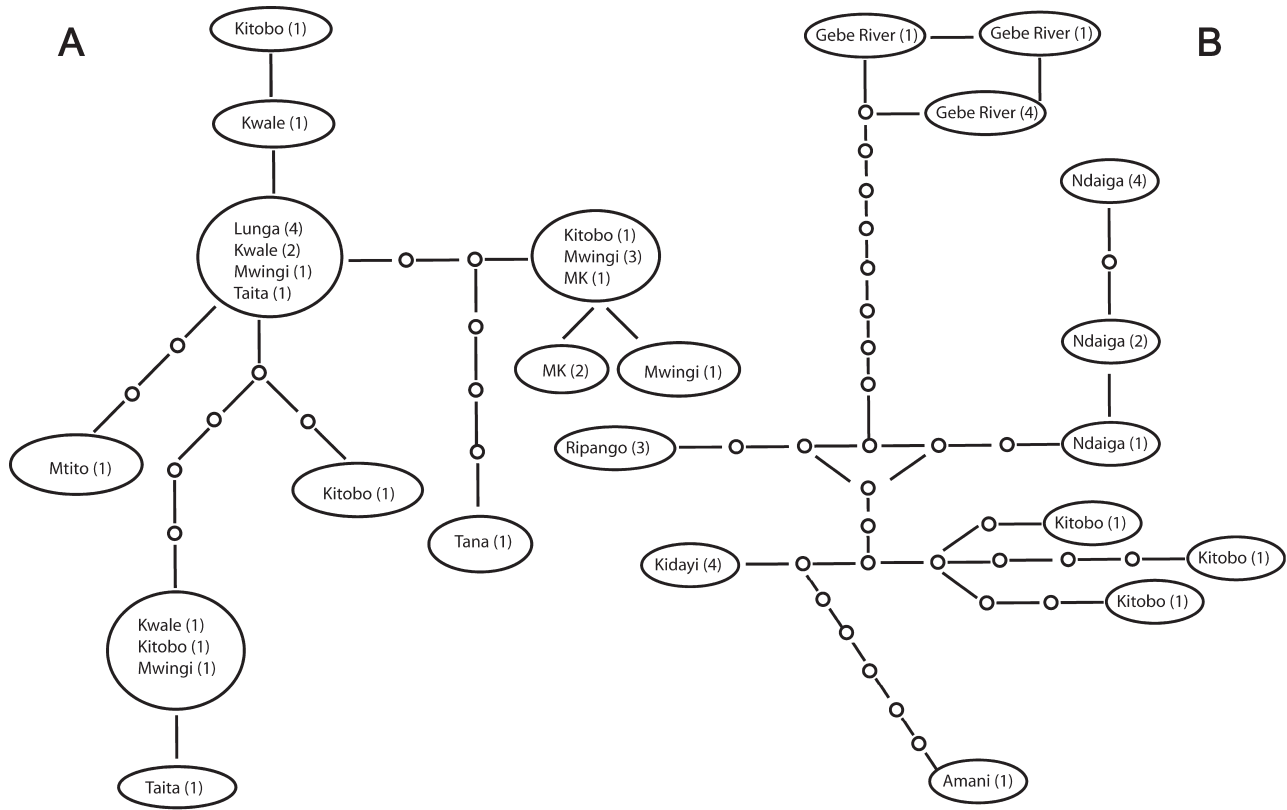 A
Kitobo (1)
Kwale (1)
Lunga (4)
Kwale (2)
Mwingi (1)
Taita (1)
Kitobo (1)
Mwingi (3)
MK (1)
MK (2)
Mwingi (1)
Mtito (1)
Kitobo (1)
Tana (1)
Kwale (1)
Kitobo (1)
Mwingi (1)
Taita (1)
B
Gebe River (1)
Gebe River (1)
Gebe River (4)
Ndaiga (4)
Ndaiga (2)
Ndaiga (1)
Ripango (3)
Kitobo (1)
Kitobo (1)
Kitobo (1)
Kidayi (4)
Amani (1)